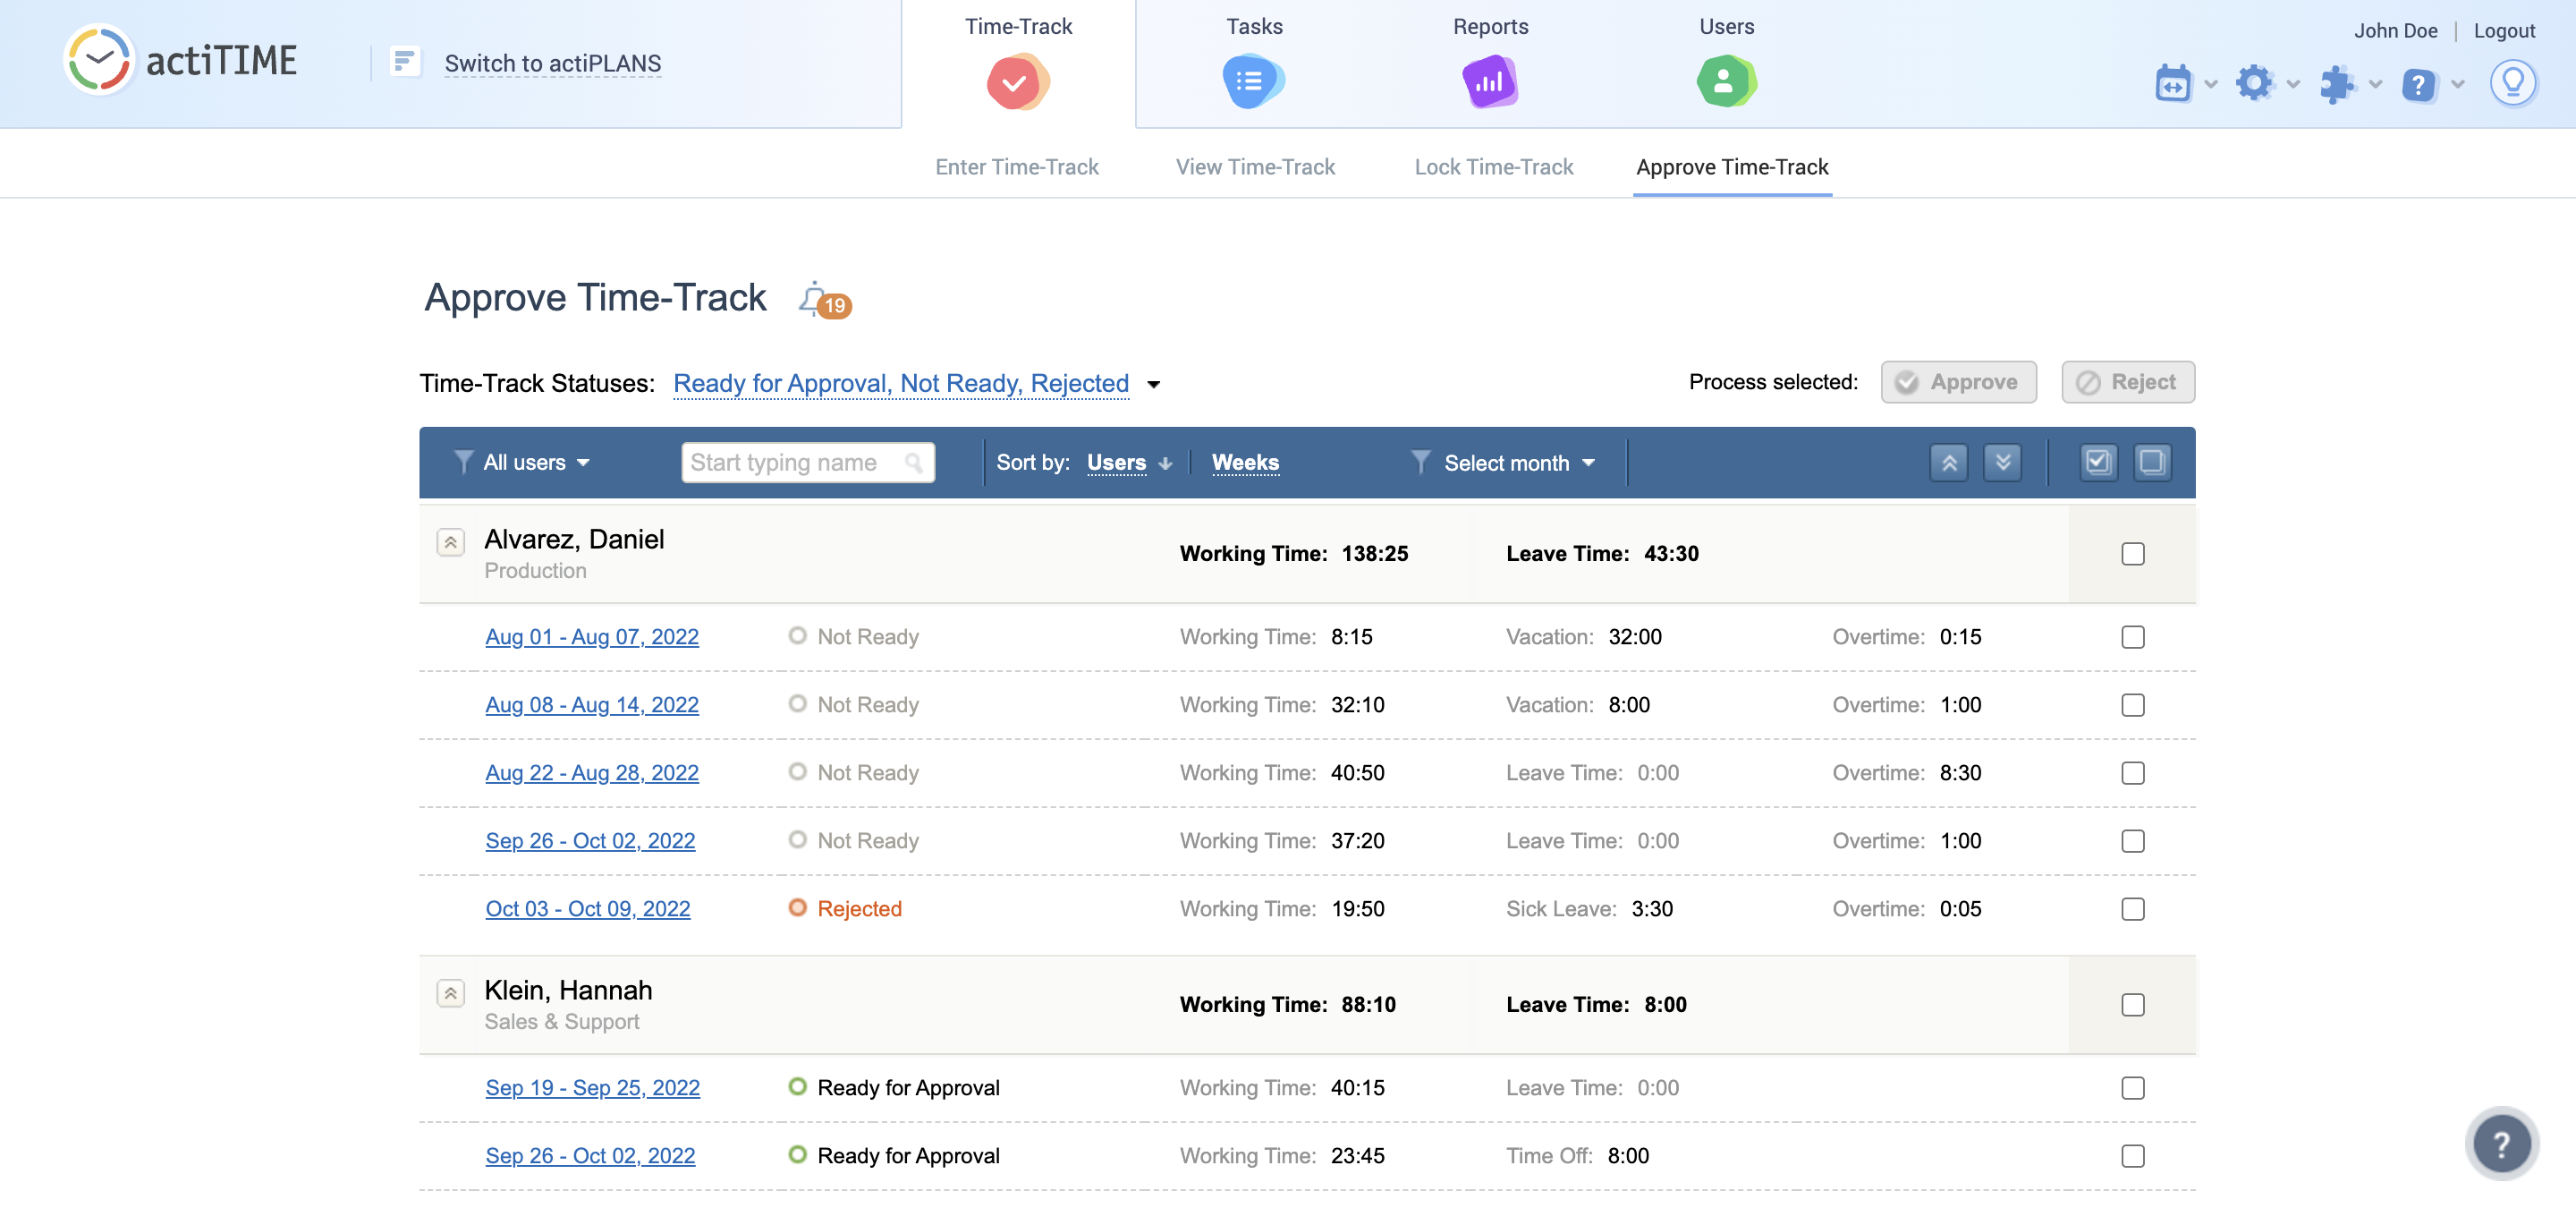 actiTIME
Switch to actiPLANS
Time-Track
Tasks
Reports
Users
John Doe | Logout
Enter Time-Track
View Time-Track
Lock Time-Track
Approve Time-Track
Approve Time-Track 19
Time-Track Statuses: Ready for Approval, Not Ready, Rejected
Process selected: Approve Reject
All users Start typing name Sort by: Users Weeks Select month
Alvarez, Daniel
Production
Working Time: 138:25 Leave Time: 43:30
Aug 01 - Aug 07, 2022 Not Ready Working Time: 8:15 Vacation: 32:00 Overtime: 0:15
Aug 08 - Aug 14, 2022 Not Ready Working Time: 32:10 Vacation: 8:00 Overtime: 1:00
Aug 22 - Aug 28, 2022 Not Ready Working Time: 40:50 Leave Time: 0:00 Overtime: 8:30
Sep 26 - Oct 02, 2022 Not Ready Working Time: 37:20 Leave Time: 0:00 Overtime: 1:00
Oct 03 - Oct 09, 2022 Rejected Working Time: 19:50 Sick Leave: 3:30 Overtime: 0:05
Klein, Hannah
Sales & Support
Working Time: 88:10 Leave Time: 8:00
Sep 19 - Sep 25, 2022 Ready for Approval Working Time: 40:15 Leave Time: 0:00
Sep 26 - Oct 02, 2022 Ready for Approval Working Time: 23:45 Time Off: 8:00
?